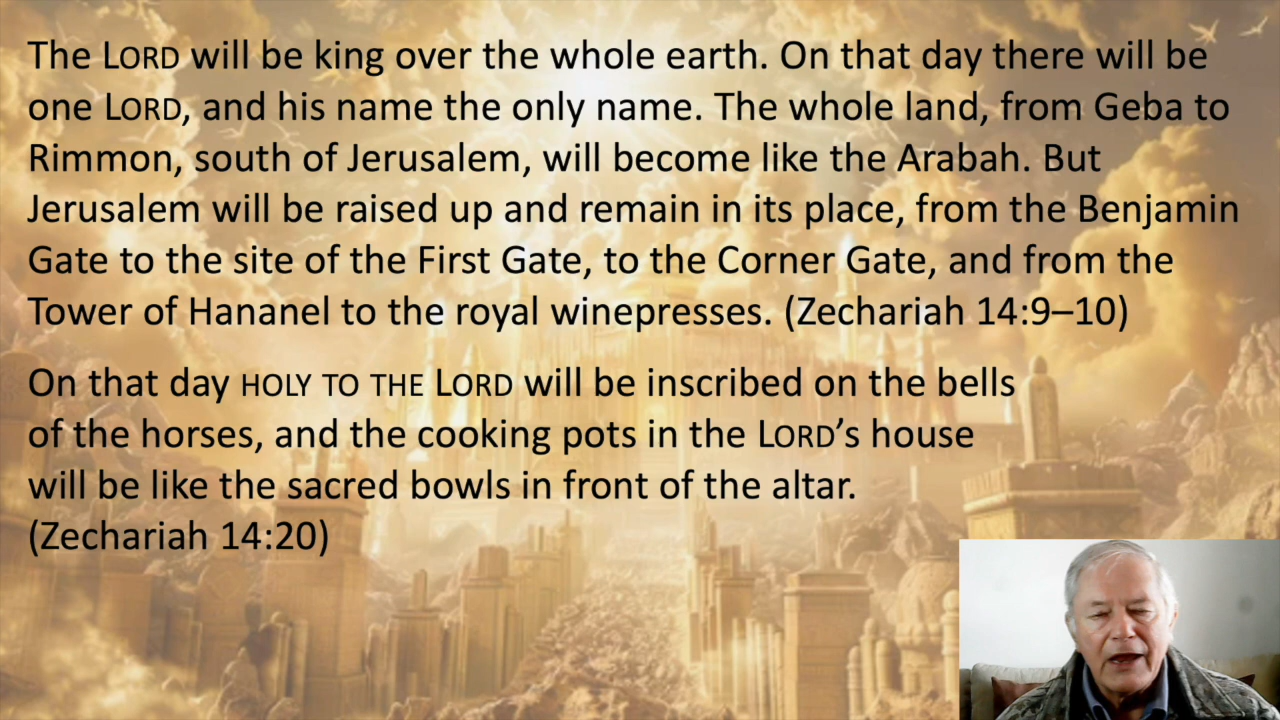 The LORD will be king over the whole earth. On that day there will be
one LORD, and his name the only name. The whole land, from Geba to
Rimmon, south of Jerusalem, will become like the Arabah. But
Jerusalem will be raised up and remain in its place, from the Benjamin
Gate to the site of the First Gate, to the Corner Gate, and from the
Tower of Hananel to the royal winepresses. (Zechariah 14:9–10)
On that day HOLY TO THE LORD will be inscribed on the bells
of the horses, and the cooking pots in the LORD’s house
will be like the sacred bowls in front of the altar.
(Zechariah 14:20)